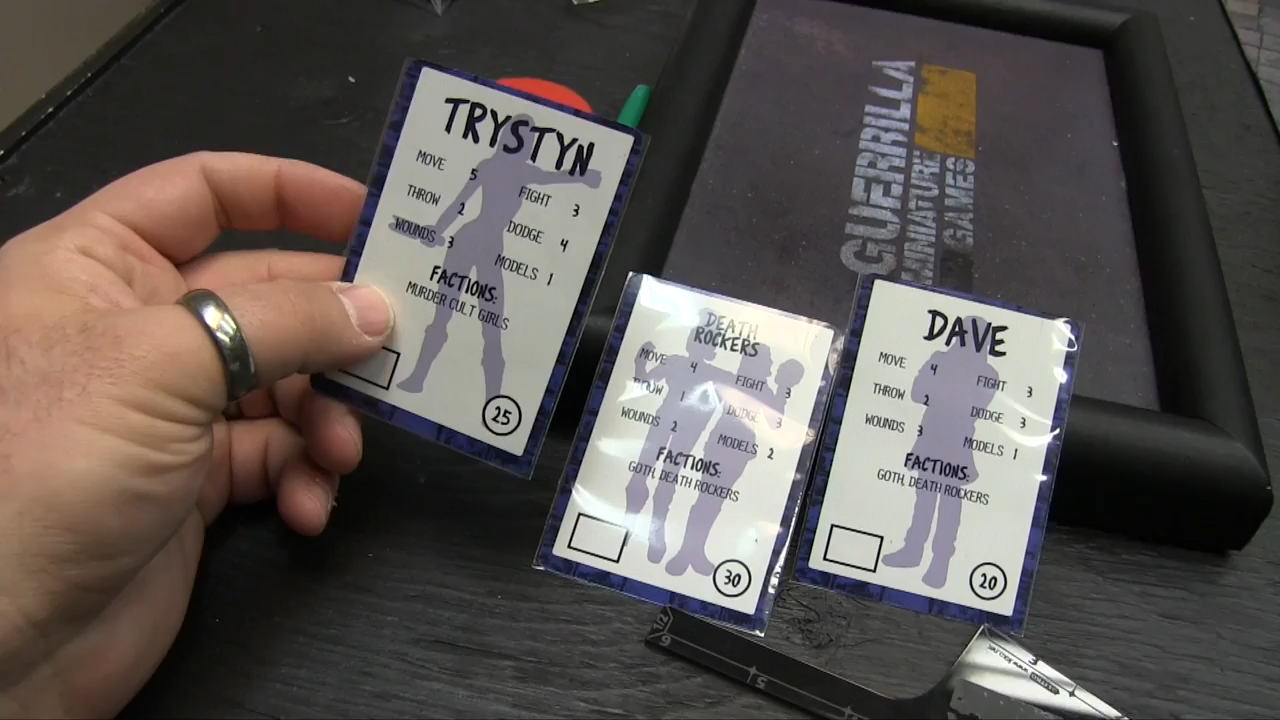 TRYSTYN
MOVE 5 FIGHT 3
THROW 2 DODGE 4
WOUNDS 3 MODELS 1
FACTIONS:
MURDER CULT GIRLS
25
DEATH
ROCKERS
MOVE 4 FIGHT 3
THROW 1 DODGE 3
WOUNDS 2 MODELS 2
FACTIONS:
GOTH, DEATH ROCKERS
30
DAVE
MOVE 4 FIGHT 3
THROW 2 DODGE 3
WOUNDS 3 MODELS 1
FACTIONS:
GOTH, DEATH ROCKERS
20
GUERRILLA
MINIATURE
GAMES
1/2
6
5